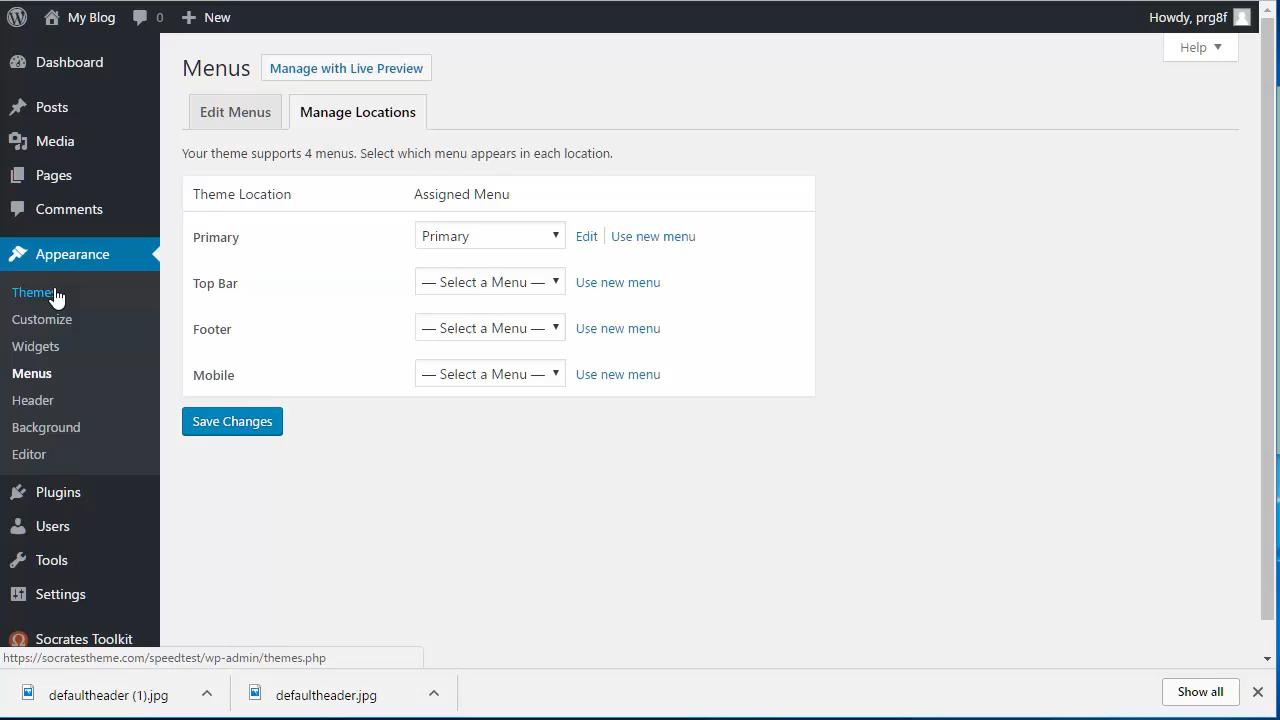 My Blog 0 New Howdy, prg8f
Help
Dashboard
Posts
Media
Pages
Comments
Appearance
Themes
Customize
Widgets
Menus
Header
Background
Editor
Plugins
Users
Tools
Settings
Socrates Toolkit
Menus Manage with Live Preview
Edit Menus Manage Locations
Your theme supports 4 menus. Select which menu appears in each location.
Theme Location Assigned Menu
Primary Primary Edit Use new menu
Top Bar — Select a Menu — Use new menu
Footer — Select a Menu — Use new menu
Mobile — Select a Menu — Use new menu
Save Changes
https://socratestheme.com/speedtest/wp-admin/themes.php
defaultheader (1).jpg defaultheader.jpg Show all